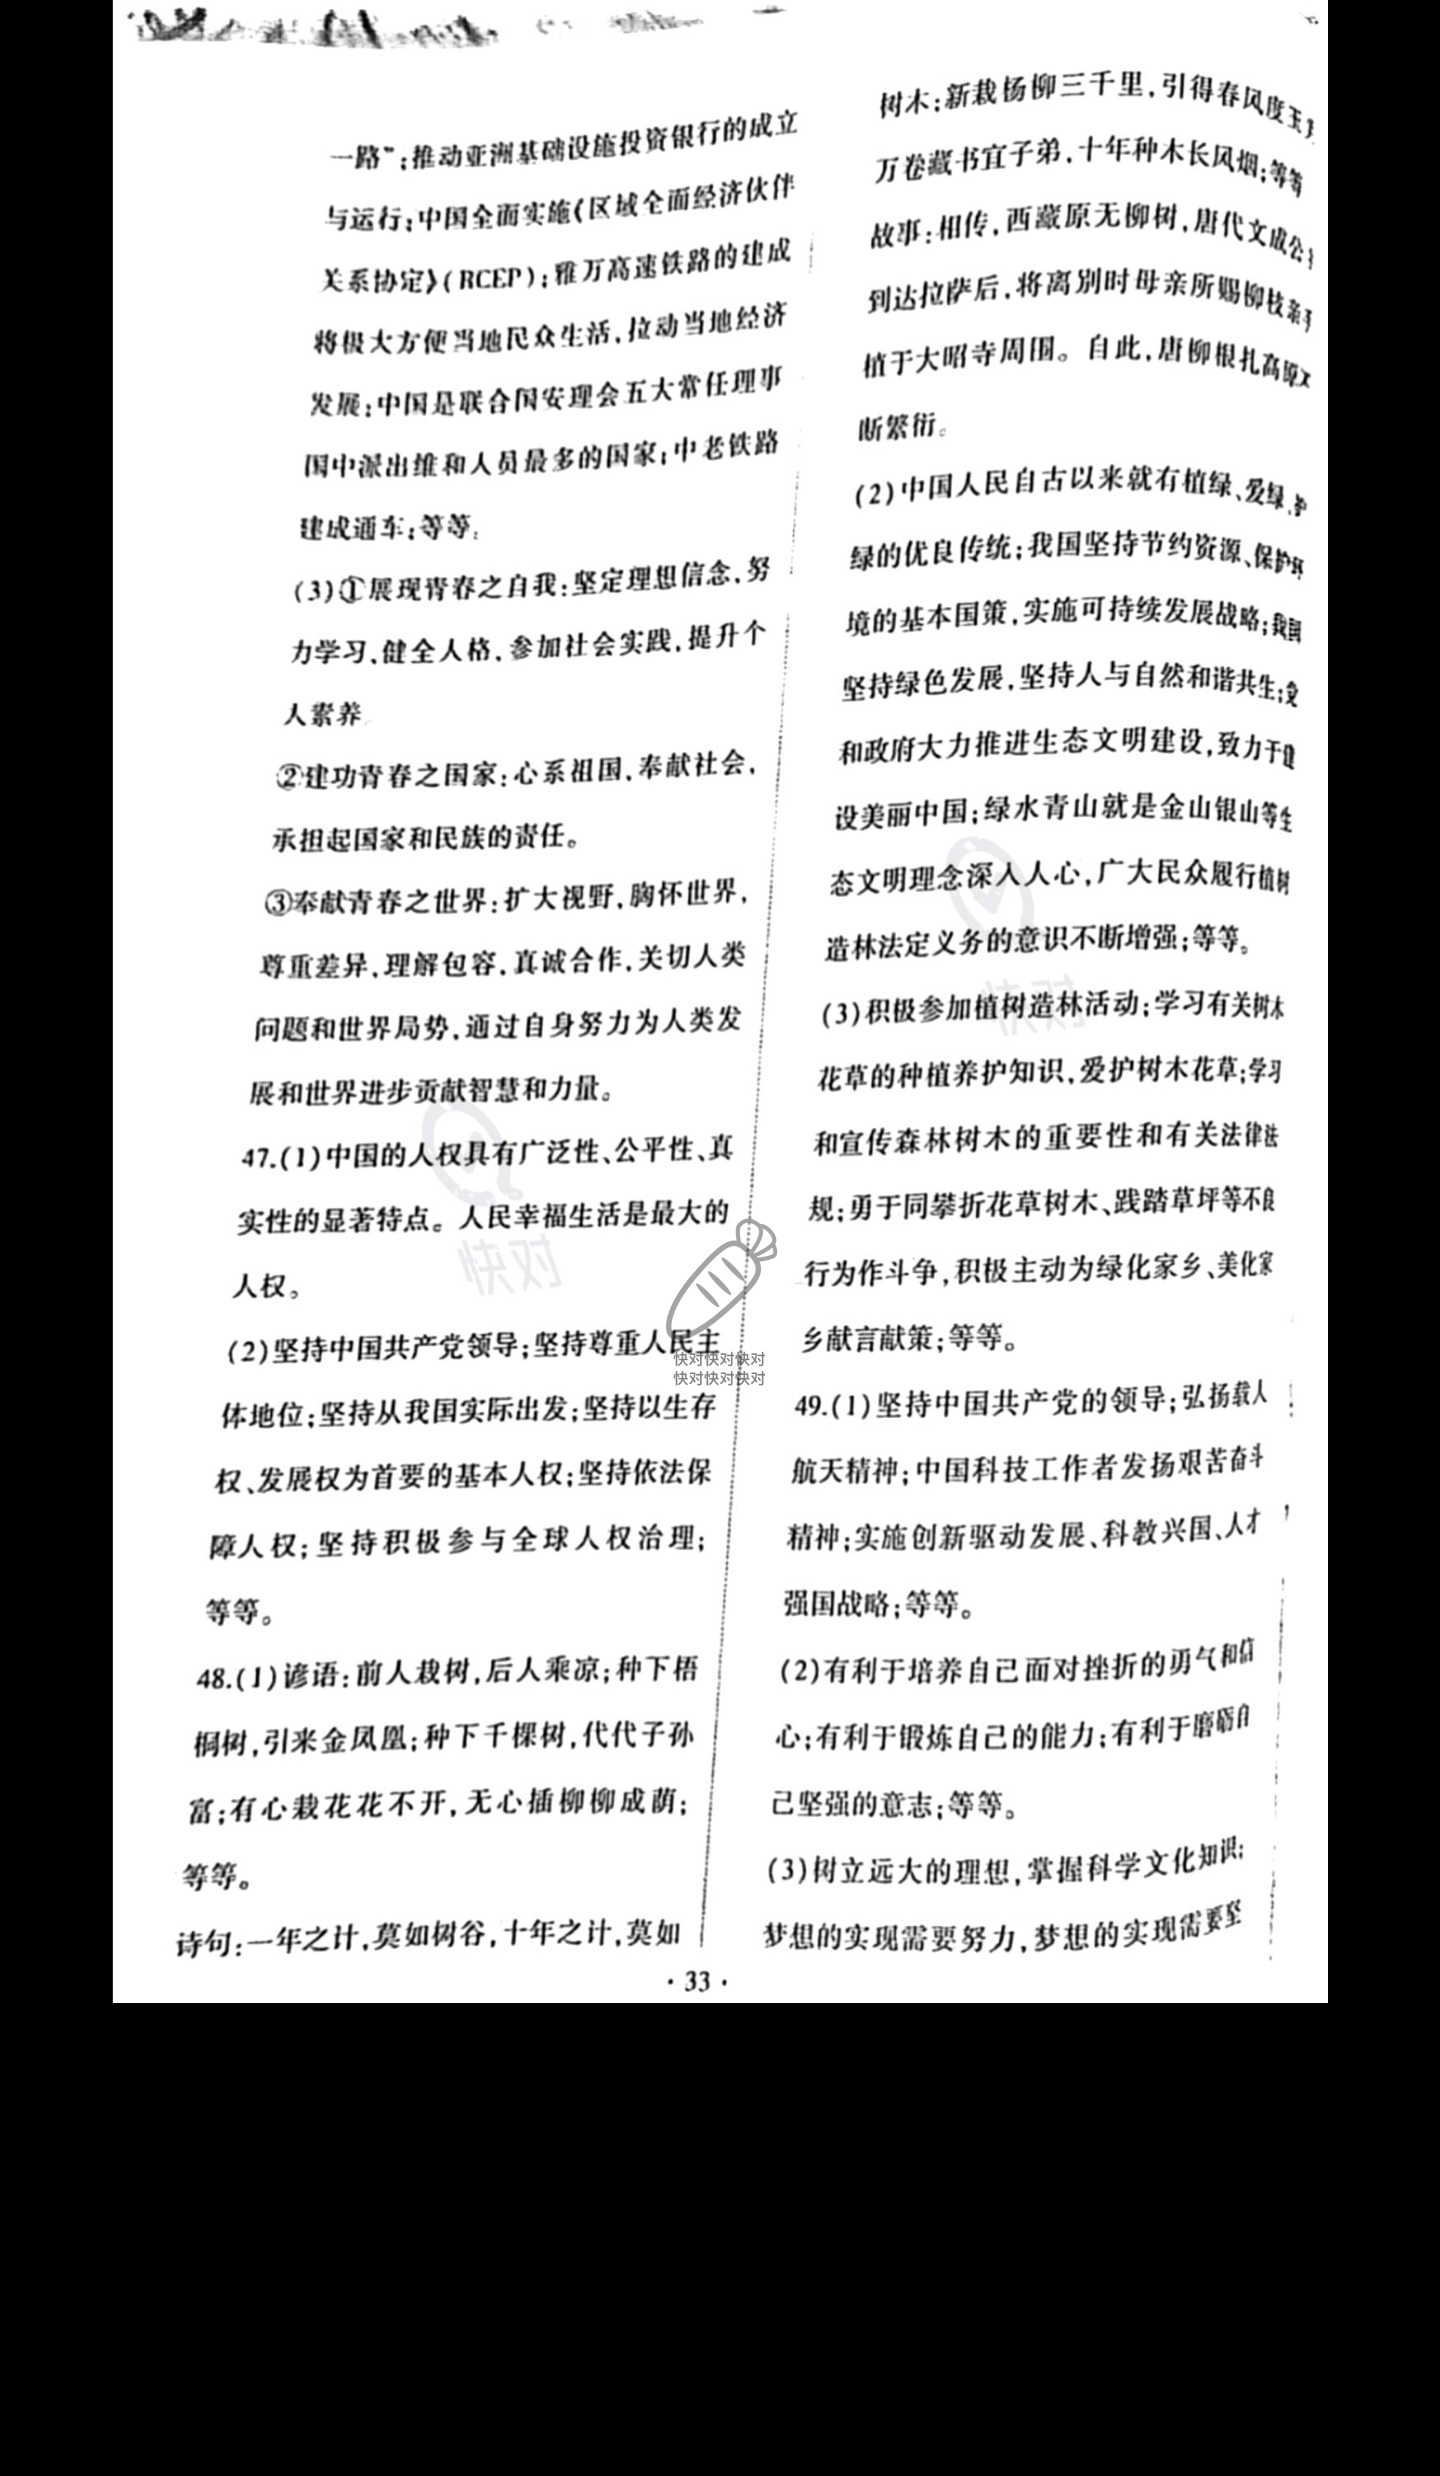 一路”;推动亚洲基础设施投资银行的成立
与运行;中国全面实施《区域全面经济伙伴
关系协定》(RCEP);雅万高速铁路的建成
将极大方便当地民众生活,拉动当地经济
发展;中国是联合国安理会五大常任理事
国中派出维和人员最多的国家;中老铁路
建成通车;等等。
(3)①展现青春之自我:坚定理想信念,努
力学习,健全人格,参加社会实践,提升个
人素养
②建功青春之国家:心系祖国,奉献社会,
承担起国家和民族的责任。
③奉献青春之世界:扩大视野,胸怀世界,
尊重差异,理解包容,真诚合作,关切人类
问题和世界局势,通过自身努力为人类发
展和世界进步贡献智慧和力量。
47.(1)中国的人权具有广泛性、公平性、真
实性的显著特点。人民幸福生活是最大的
人权。
(2)坚持中国共产党领导;坚持尊重人民主
体地位;坚持从我国实际出发;坚持以生存
权、发展权为首要的基本人权;坚持依法保
障人权;坚持积极参与全球人权治理;
等等。
48.(1)谚语:前人栽树,后人乘凉;种下梧
桐树,引来金凤凰;种下千棵树,代代子孙
富;有心栽花花不开,无心插柳柳成荫;
等等。
诗句:一年之计,莫如树谷,十年之计,莫如
树木;新栽杨柳三千里,引得春风度玉
万卷藏书宜子弟,十年种木长风烟;等等
故事:相传,西藏原无柳树,唐代文成公
到达拉萨后,将离别时母亲所赐柳枝亲手
植于大昭寺周围。自此,唐柳根扎高原
断繁衍。
(2)中国人民自古以来就有植绿、爱绿、护
绿的优良传统;我国坚持节约资源、保护环
境的基本国策,实施可持续发展战略;我国
坚持绿色发展,坚持人与自然和谐共生;
和政府大力推进生态文明建设,致力于建
设美丽中国;绿水青山就是金山银山等生
态文明理念深入人心,广大民众履行植树
造林法定义务的意识不断增强;等等。
(3)积极参加植树造林活动;学习有关树木
花草的种植养护知识,爱护树木花草;学习
和宣传森林树木的重要性和有关法律法
规;勇于同攀折花草树木、践踏草坪等不良
行为作斗争,积极主动为绿化家乡、美化家
乡献言献策;等等。
49.(1)坚持中国共产党的领导;弘扬载人
航天精神;中国科技工作者发扬艰苦奋斗
精神;实施创新驱动发展、科教兴国、人才
强国战略;等等。
(2)有利于培养自己面对挫折的勇气和信
心;有利于锻炼自己的能力;有利于磨砺自
己坚强的意志;等等。
(3)树立远大的理想,掌握科学文化知识;
梦想的实现需要努力,梦想的实现需要坚
·33·
快对
快对
快对快对快对
快对快对快对